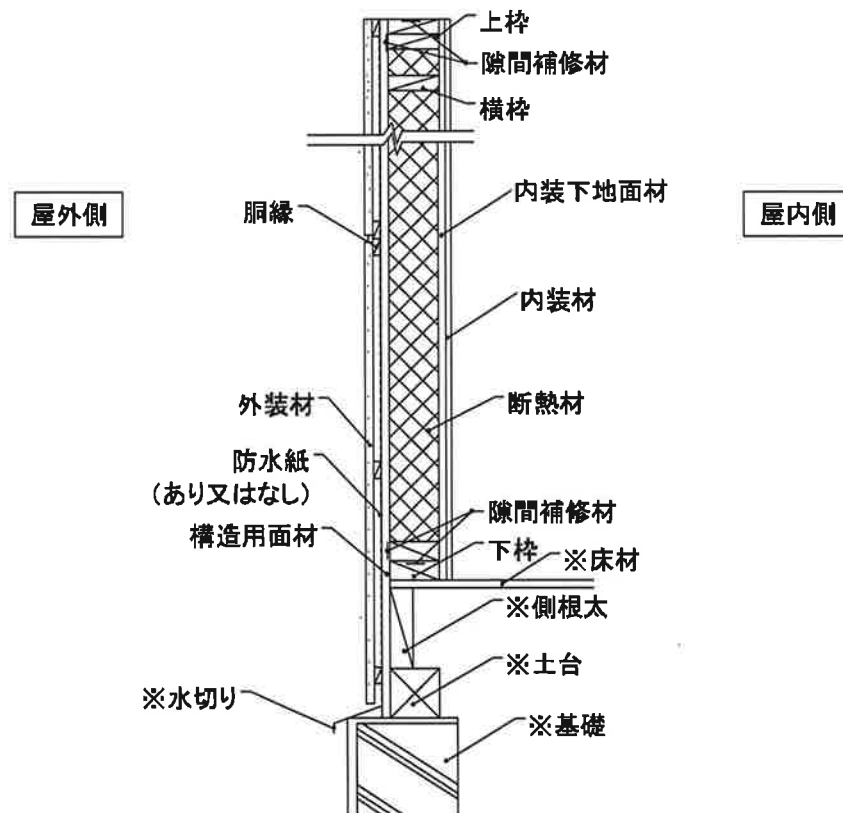 上枠
隙間補修材
横枠
屋外側
胴縁
内装下地面材
屋内側
内装材
外装材
断熱材
防水紙
(あり又はなし)
隙間補修材
構造用面材
下枠
※床材
※側根太
※土台
※水切り
※基礎